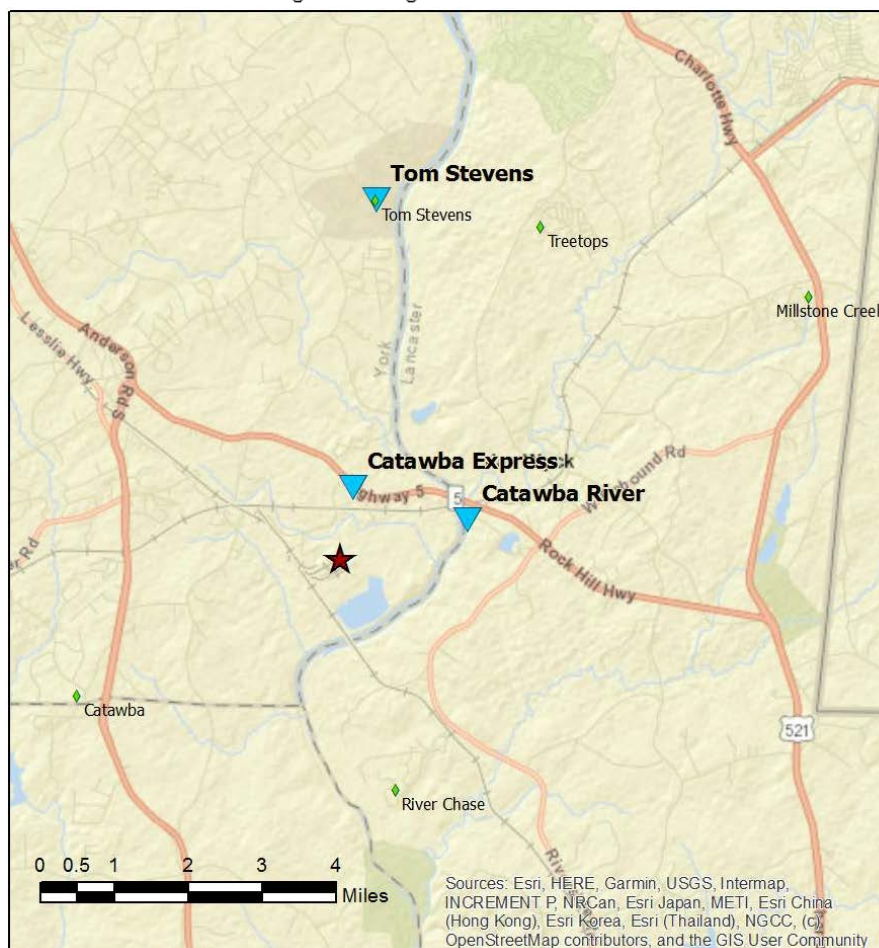 Charlotte Hwy
Tom Stevens
Tom Stevens
Treetops
Millstone Creek
Lesslie Hwy
Anderson Rd S
York
Lancaster
Catawba Express
ghway 5
5
Catawba River
Rd
er Rd
Rock Hill Hwy
Catawba
521
River Chase
0 0.5 1 2 3 4
Miles
Sources: Esri, HERE, Garmin, USGS, Intermap,
INCREMENT P, NRCan, Esri Japan, METI, Esri China
(Hong Kong), Esri Korea, Esri (Thailand), NGCC, (c)
OpenStreetMap contributors, and the GIS User Community